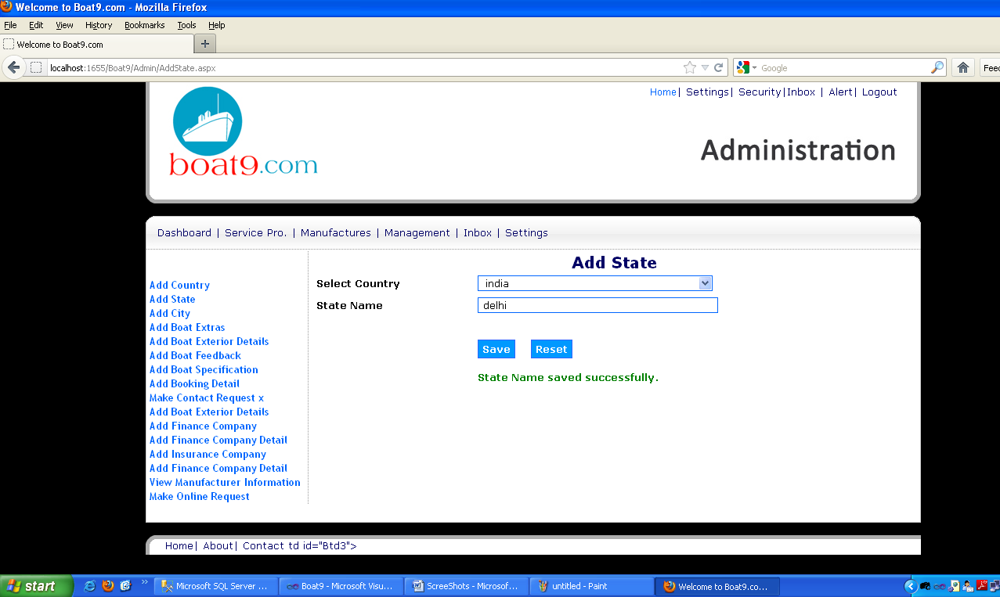 Welcome to Boat9.com - Mozilla Firefox
File Edit View History Bookmarks Tools Help
Welcome to Boat9.com +
localhost:1655/Boat9/Admin/AddState.aspx Google Feed
Home| Settings| Security|Inbox | Alert| Logout
boat9.com
Administration
Dashboard | Service Pro. | Manufactures | Management | Inbox | Settings
Add State
Select Country india
State Name delhi
Save Reset
State Name saved successfully.
Add Country
Add State
Add City
Add Boat Extras
Add Boat Exterior Details
Add Boat Feedback
Add Boat Specification
Add Booking Detail
Make Contact Request x
Add Boat Exterior Details
Add Finance Company
Add Finance Company Detail
Add Insurance Company
Add Finance Company Detail
View Manufacturer Information
Make Online Request
Home| About| Contact td id="Btd3">
start Microsoft SQL Server ... Boat9 - Microsoft Visu... ScreeShots - Microsof... untitled - Paint Welcome to Boat9.co...